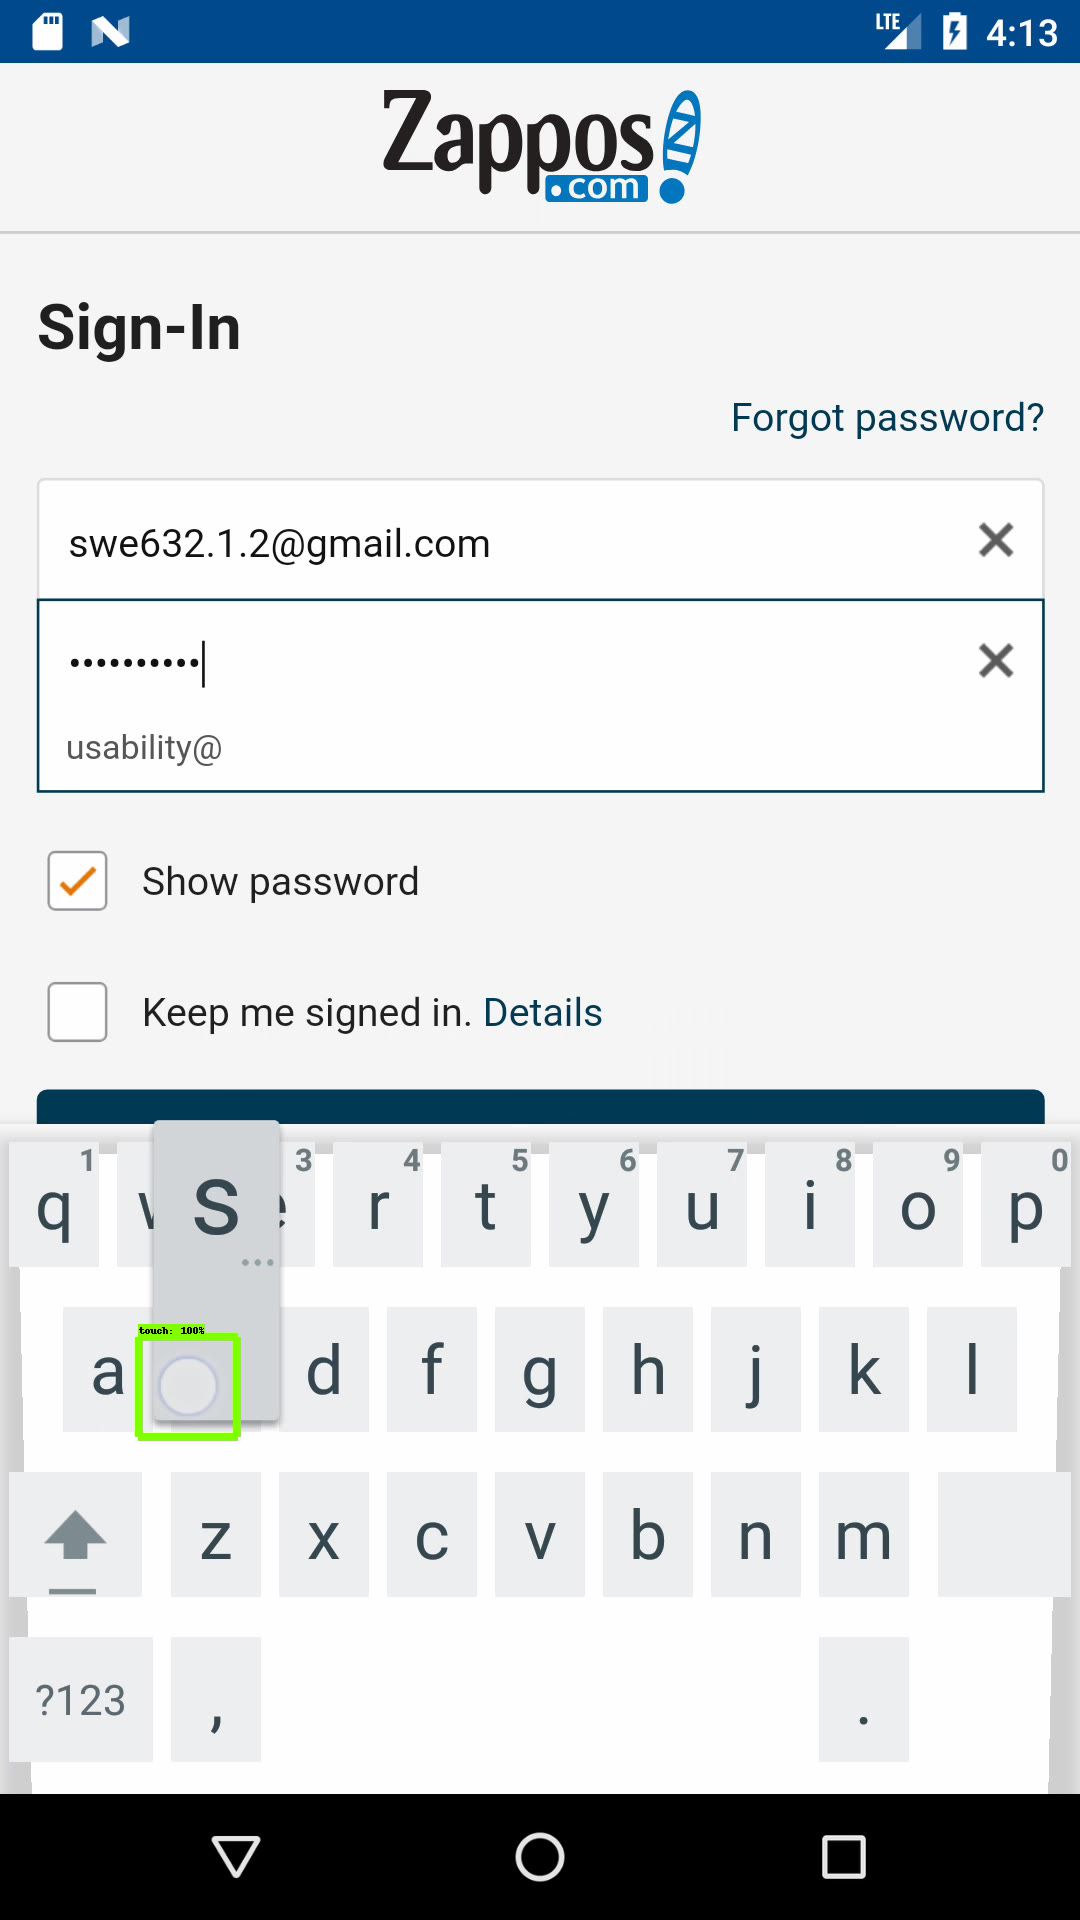 LTE 4:13
Zappos
.com
Sign-In
Forgot password?
swe632.1.2@gmail.com
••••••••••
usability@
Show password
Keep me signed in. Details
1 3 4 5 6 7 8 9 0
q w s e r t y u i o p
...
touch: 100%
a d f g h j k l
z x c v b n m
?123 , .